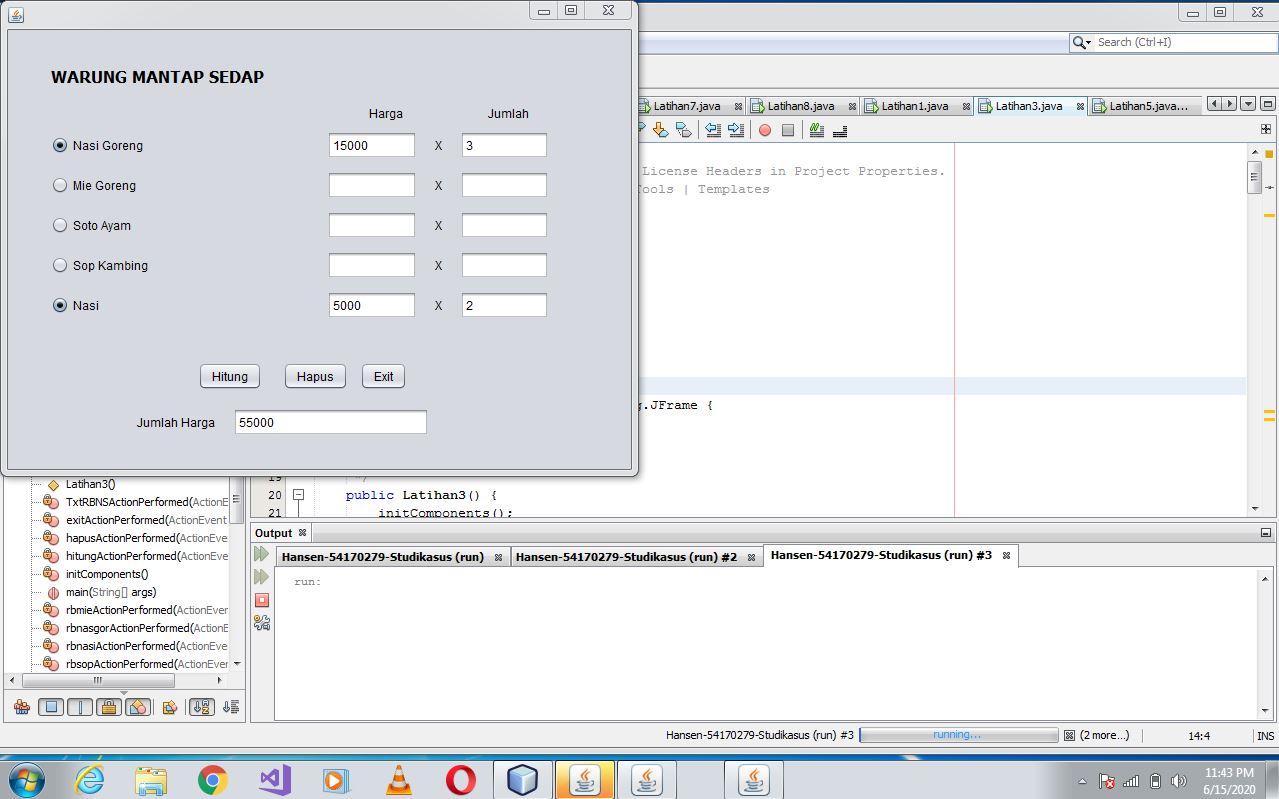 WARUNG MANTAP SEDAP
Harga Jumlah
Nasi Goreng 15000 X 3
Mie Goreng X
Soto Ayam X
Sop Kambing X
Nasi 5000 X 2
Hitung Hapus Exit
Jumlah Harga 55000
Search (Ctrl+I)
Latihan7.java Latihan8.java Latihan1.java Latihan3.java Latihan5.java...
License Headers in Project Properties.
Tools | Templates
g.JFrame {
19 */
20 public Latihan3() {
21 initComponents();
Latihan3()
TxtRBNSActionPerformed(ActionE
exitActionPerformed(ActionEvent
hapusActionPerformed(ActionEve
hitungActionPerformed(ActionEve
initComponents()
main(String[] args)
rbmieActionPerformed(ActionEver
rbnasgorActionPerformed(ActionE
rbnasiActionPerformed(ActionEve
rbsopActionPerformed(ActionEver
Output
Hansen-54170279-Studikasus (run) Hansen-54170279-Studikasus (run) #2 Hansen-54170279-Studikasus (run) #3
run:
Hansen-54170279-Studikasus (run) #3 running... (2 more...) 14:4 INS
11:43 PM
6/15/2020